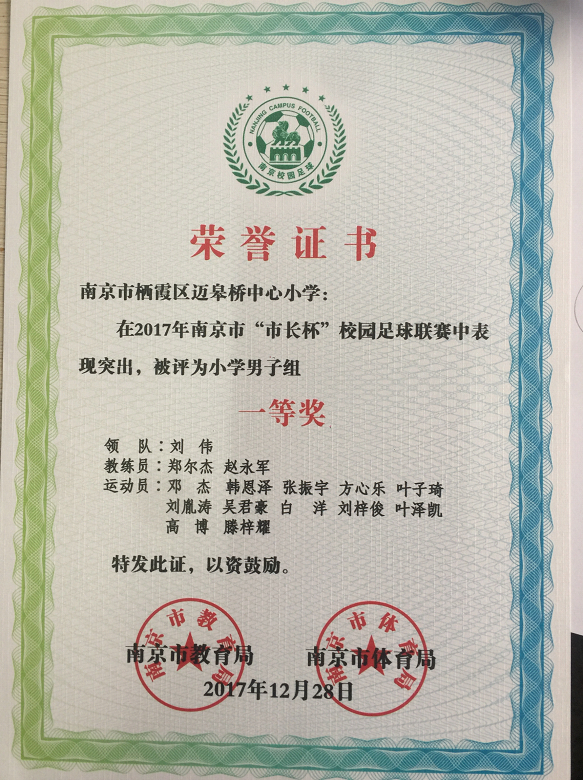 NANJING CAMPUS FOOTBALL
南京校园足球
荣誉证书
南京市栖霞区迈皋桥中心小学：
在2017年南京市“市长杯”校园足球联赛中表
现突出，被评为小学男子组
一等奖
领 队：刘 伟
教练员：郑尔杰 赵永军
运动员：邓 杰 韩恩泽 张振宇 方心乐 叶子琦
刘胤涛 吴君豪 白 洋 刘梓俊 叶泽凯
高 博 滕梓耀
特发此证，以资鼓励。
南京市教育局
南京市体育局
南京市教育局 南京市体育局
2017年12月28日